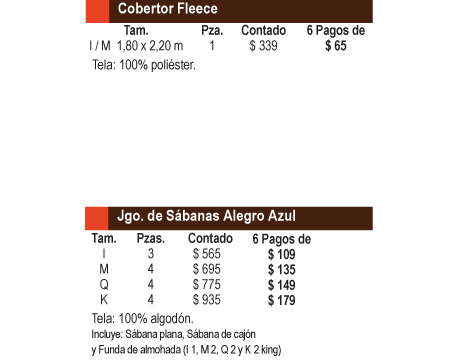 Cobertor Fleece
Tam. Pza. Contado 6 Pagos de
I / M 1,80 x 2,20 m 1 $ 339 $ 65
Tela: 100% poliéster.
Jgo. de Sábanas Alegro Azul
Tam. Pzas. Contado 6 Pagos de
I 3 $ 565 $ 109
M 4 $ 695 $ 135
Q 4 $ 775 $ 149
K 4 $ 935 $ 179
Tela: 100% algodón.
Incluye: Sábana plana, Sábana de cajón
y Funda de almohada (I 1, M 2, Q 2 y K 2 king)